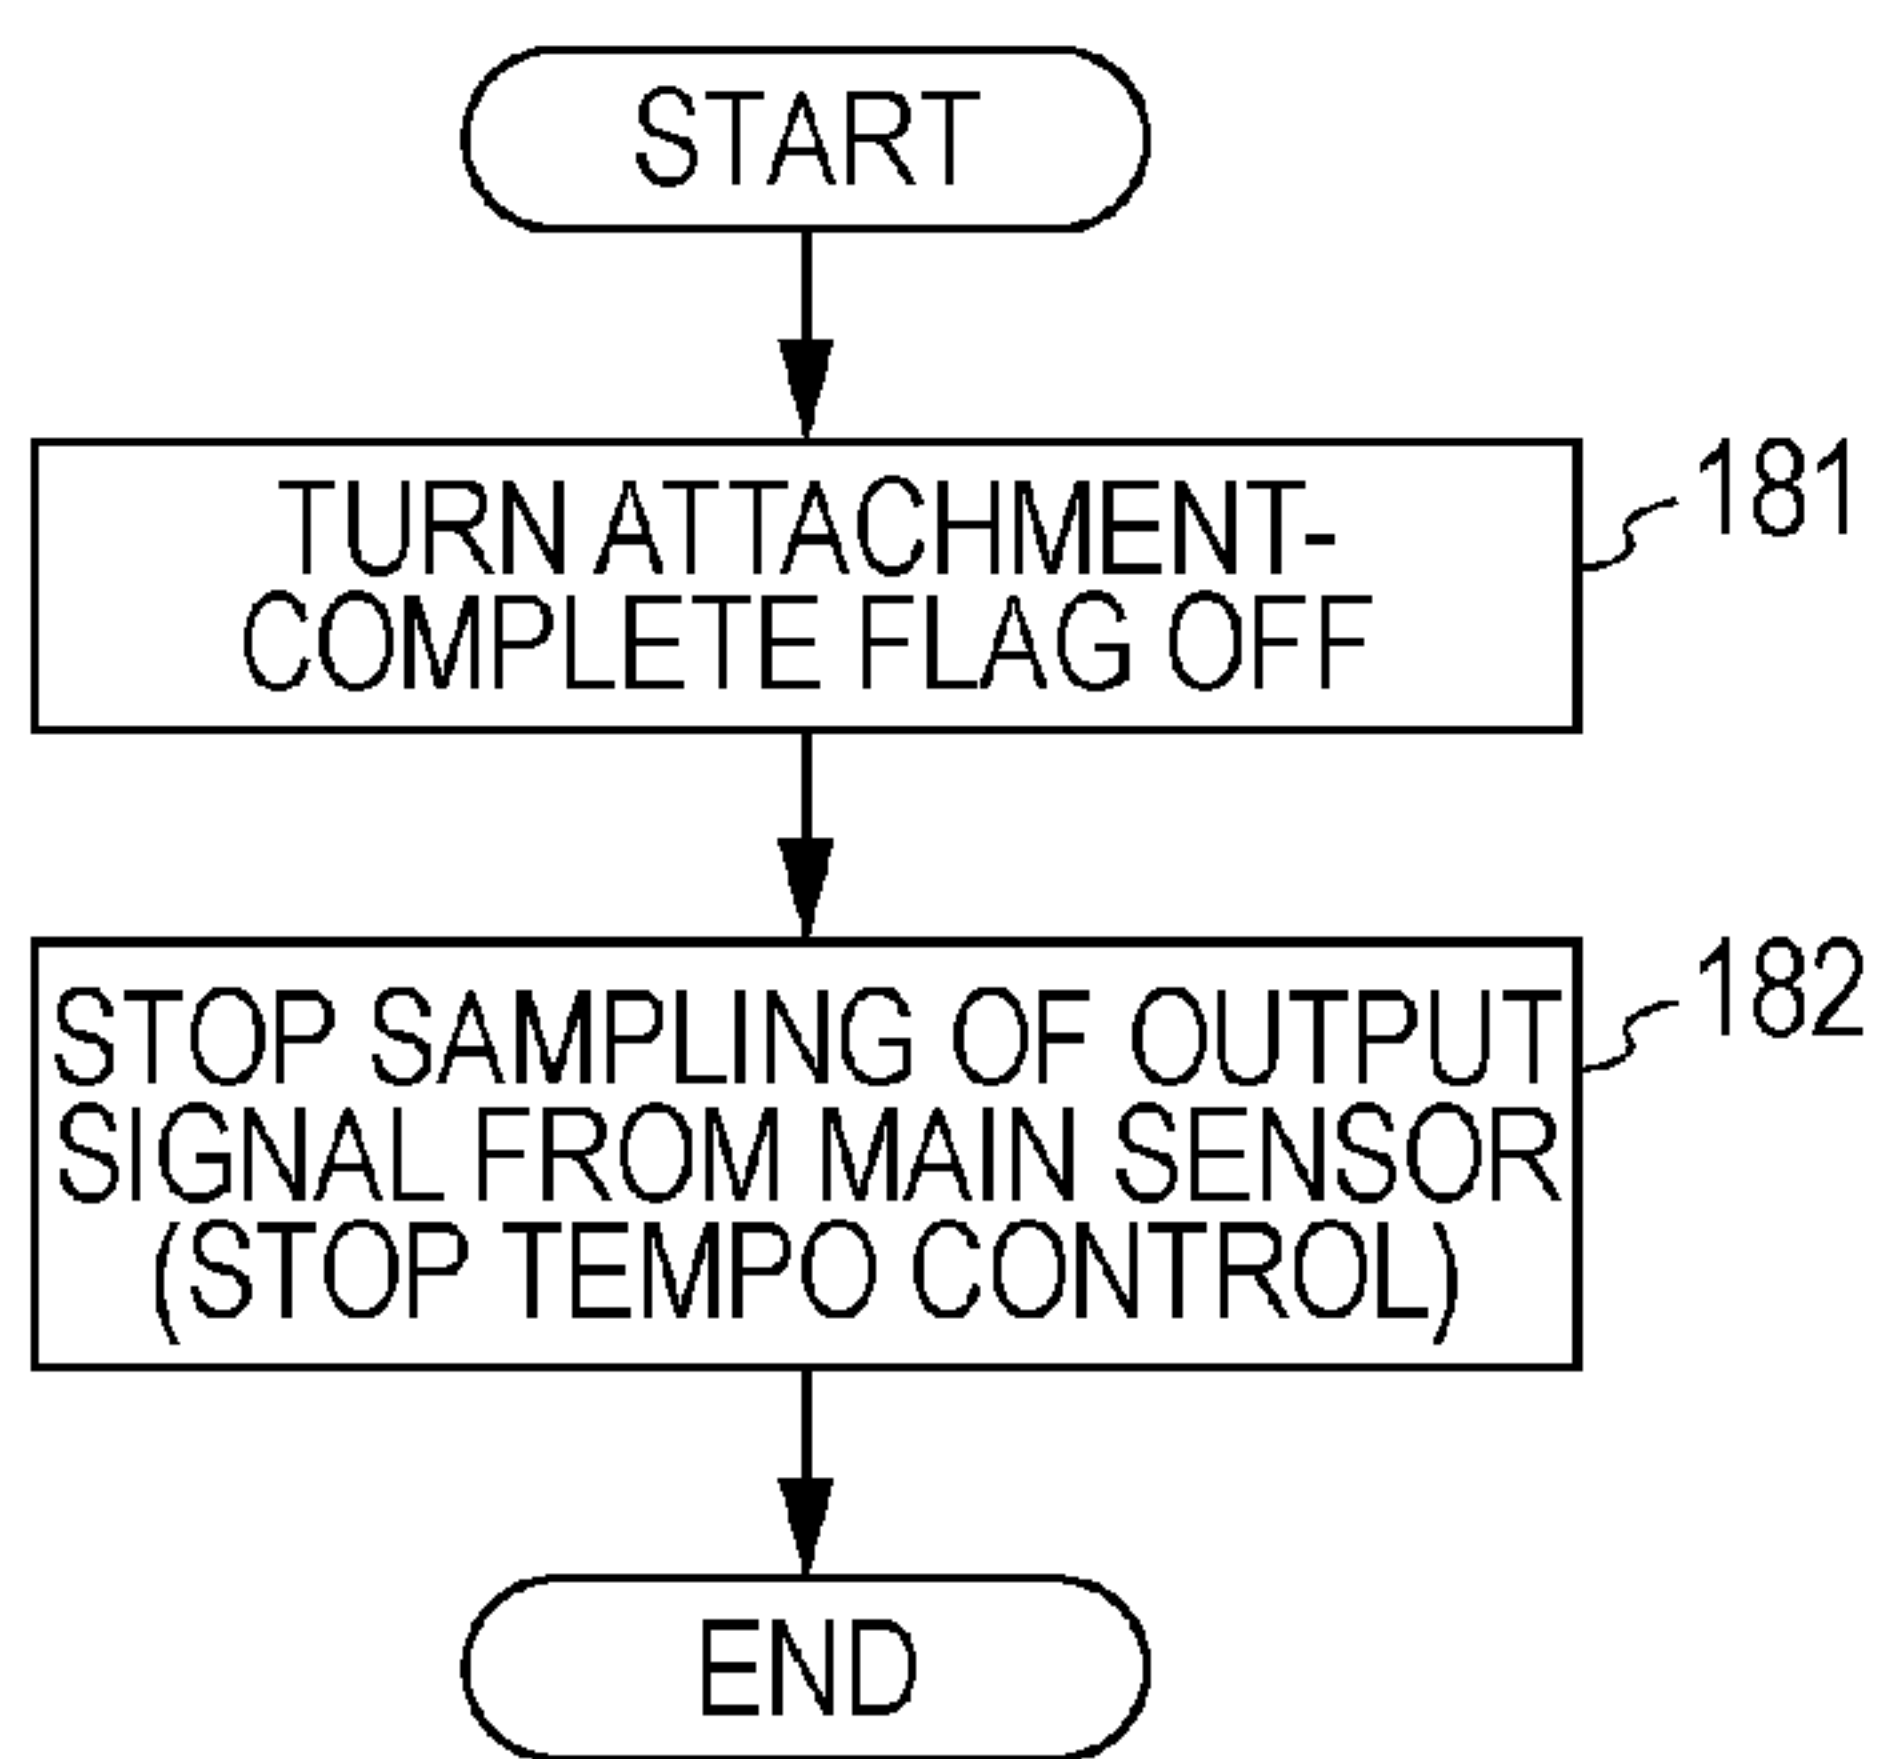 START
TURN ATTACHMENT-
COMPLETE FLAG OFF
181
STOP SAMPLING OF OUTPUT
SIGNAL FROM MAIN SENSOR
(STOP TEMPO CONTROL)
182
END